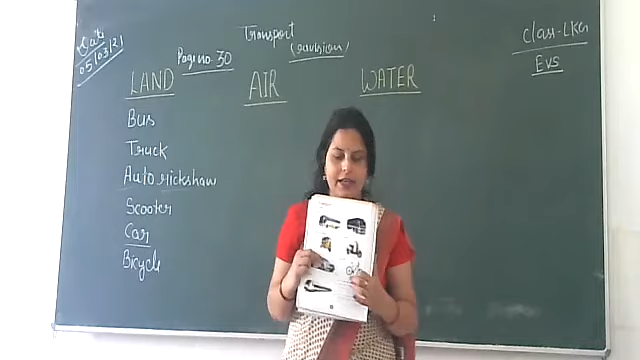 Date
05/03/21
Transport
(revision)
Page no. 30
Class-LKG
EVS
LAND
AIR
WATER
Bus
Truck
Auto rickshaw
Scooter
Car
Bicycle